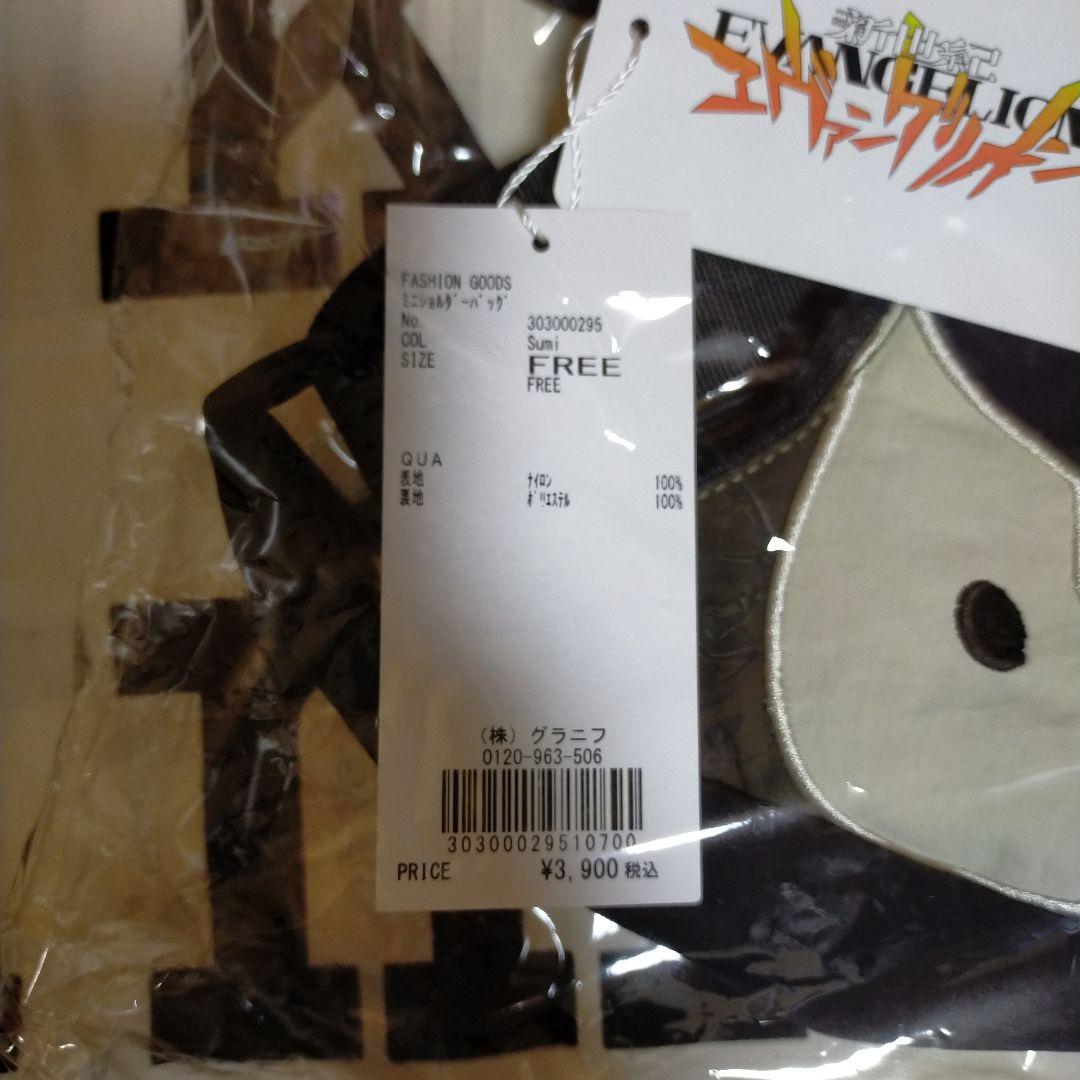 新世紀
EVANGELION
エヴァンゲリオン
FASHION GOODS
ミニショルダーバッグ
No. 303000295
COL Sumi
SIZE FREE
FREE
QUA
表地 ナイロン 100%
裏地 ポリエステル 100%
(株) グラニフ
0120-963-506
30300029510700
PRICE ¥3,900 税込